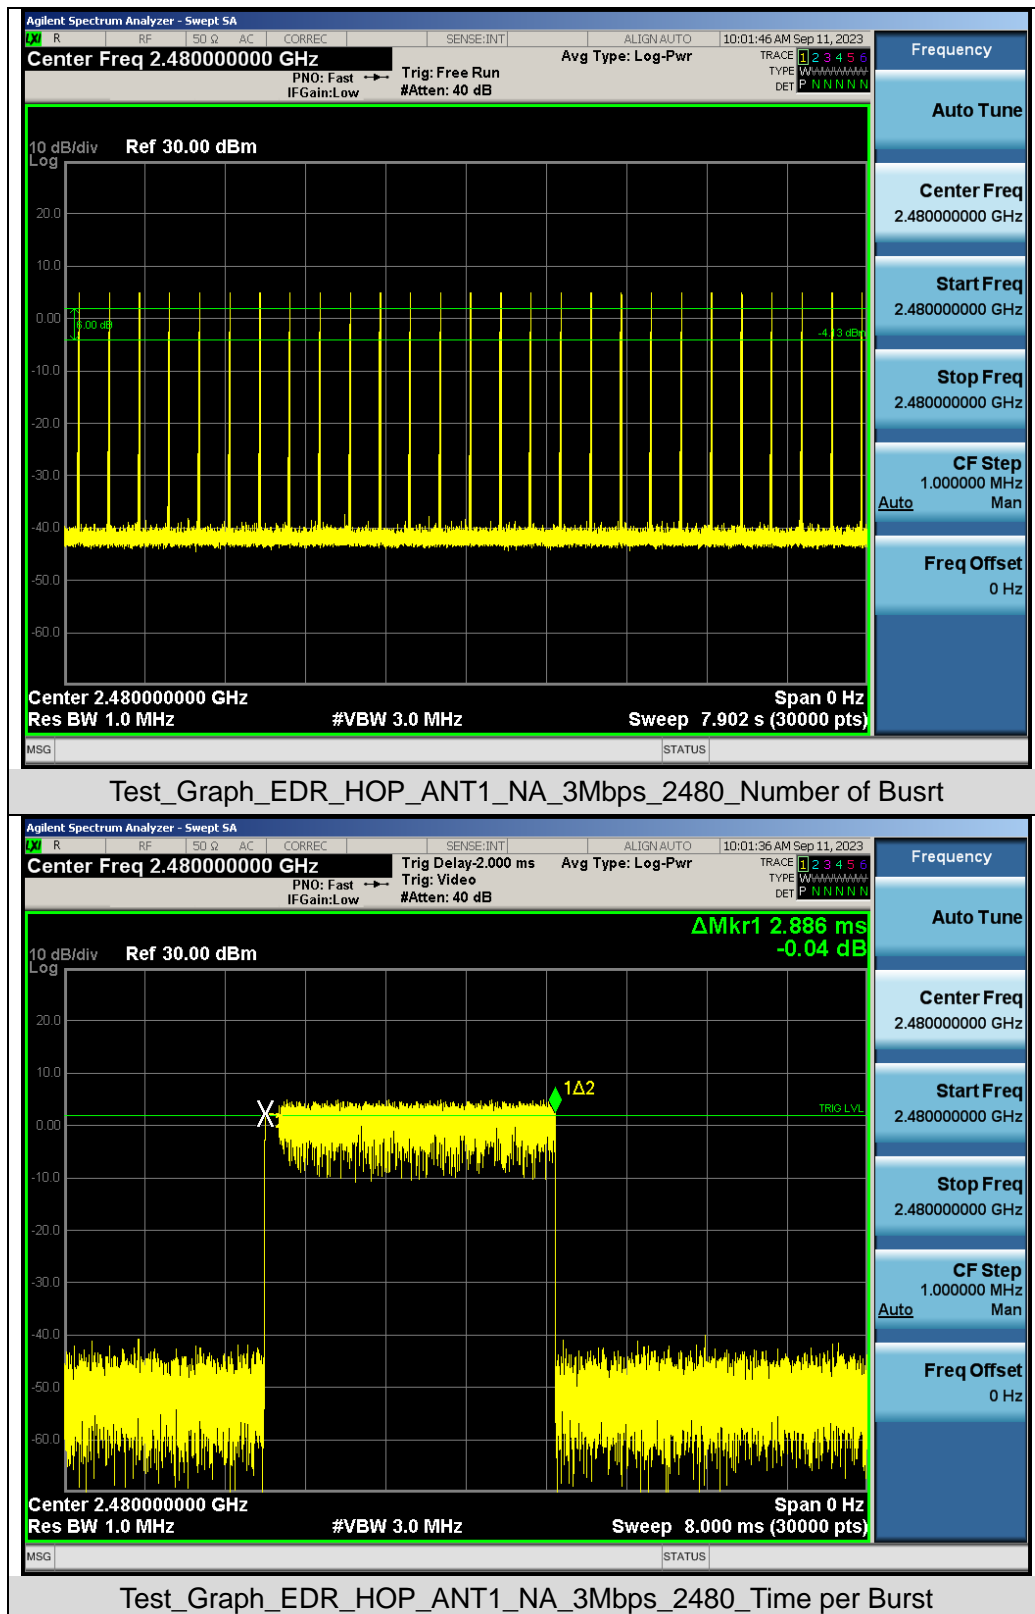 Agilent Spectrum Analyzer - Swept SA
LXI R RF 50 Ω AC CORREC SENSE:INT ALIGN AUTO 10:01:46 AM Sep 11, 2023
Center Freq 2.480000000 GHz
PNO: Fast
IFGain:Low
Trig: Free Run
#Atten: 40 dB
Avg Type: Log-Pwr
TRACE 1 2 3 4 5 6
TYPE W
DET P N N N N N
Frequency
Auto Tune
10 dB/div Ref 30.00 dBm
Log
20.0
10.0
0.00
-10.0
-20.0
-30.0
-40.0
-50.0
-60.0
6.00 dB
-4.13 dBm
Center Freq
2.480000000 GHz
Start Freq
2.480000000 GHz
Stop Freq
2.480000000 GHz
CF Step
1.000000 MHz
Auto Man
Freq Offset
0 Hz
Center 2.480000000 GHz Span 0 Hz
Res BW 1.0 MHz #VBW 3.0 MHz Sweep 7.902 s (30000 pts)
MSG STATUS
Test_Graph_EDR_HOP_ANT1_NA_3Mbps_2480_Number of Busrt
Agilent Spectrum Analyzer - Swept SA
LXI R RF 50 Ω AC CORREC SENSE:INT ALIGN AUTO 10:01:36 AM Sep 11, 2023
Center Freq 2.480000000 GHz
PNO: Fast
IFGain:Low
Trig Delay-2.000 ms
Trig: Video
#Atten: 40 dB
Avg Type: Log-Pwr
TRACE 1 2 3 4 5 6
TYPE W
DET P N N N N N
Frequency
Auto Tune
ΔMkr1 2.886 ms
-0.04 dB
10 dB/div Ref 30.00 dBm
Log
20.0
10.0
0.00
-10.0
-20.0
-30.0
-40.0
-50.0
-60.0
1Δ2
TRIG LVL
Center Freq
2.480000000 GHz
Start Freq
2.480000000 GHz
Stop Freq
2.480000000 GHz
CF Step
1.000000 MHz
Auto Man
Freq Offset
0 Hz
Center 2.480000000 GHz Span 0 Hz
Res BW 1.0 MHz #VBW 3.0 MHz Sweep 8.000 ms (30000 pts)
MSG STATUS
Test_Graph_EDR_HOP_ANT1_NA_3Mbps_2480_Time per Burst